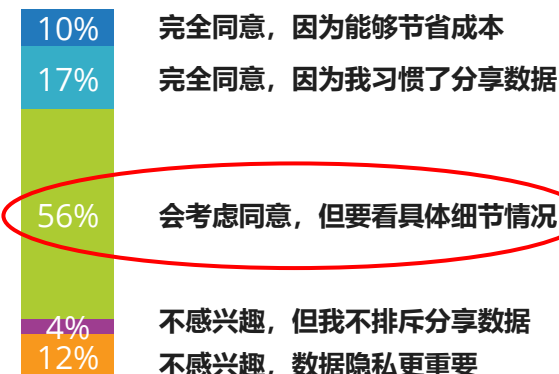 10% 完全同意，因为能够节省成本
17% 完全同意，因为我习惯了分享数据
56% 会考虑同意，但要看具体细节情况
4% 不感兴趣，但我不排斥分享数据
12% 不感兴趣，数据隐私更重要